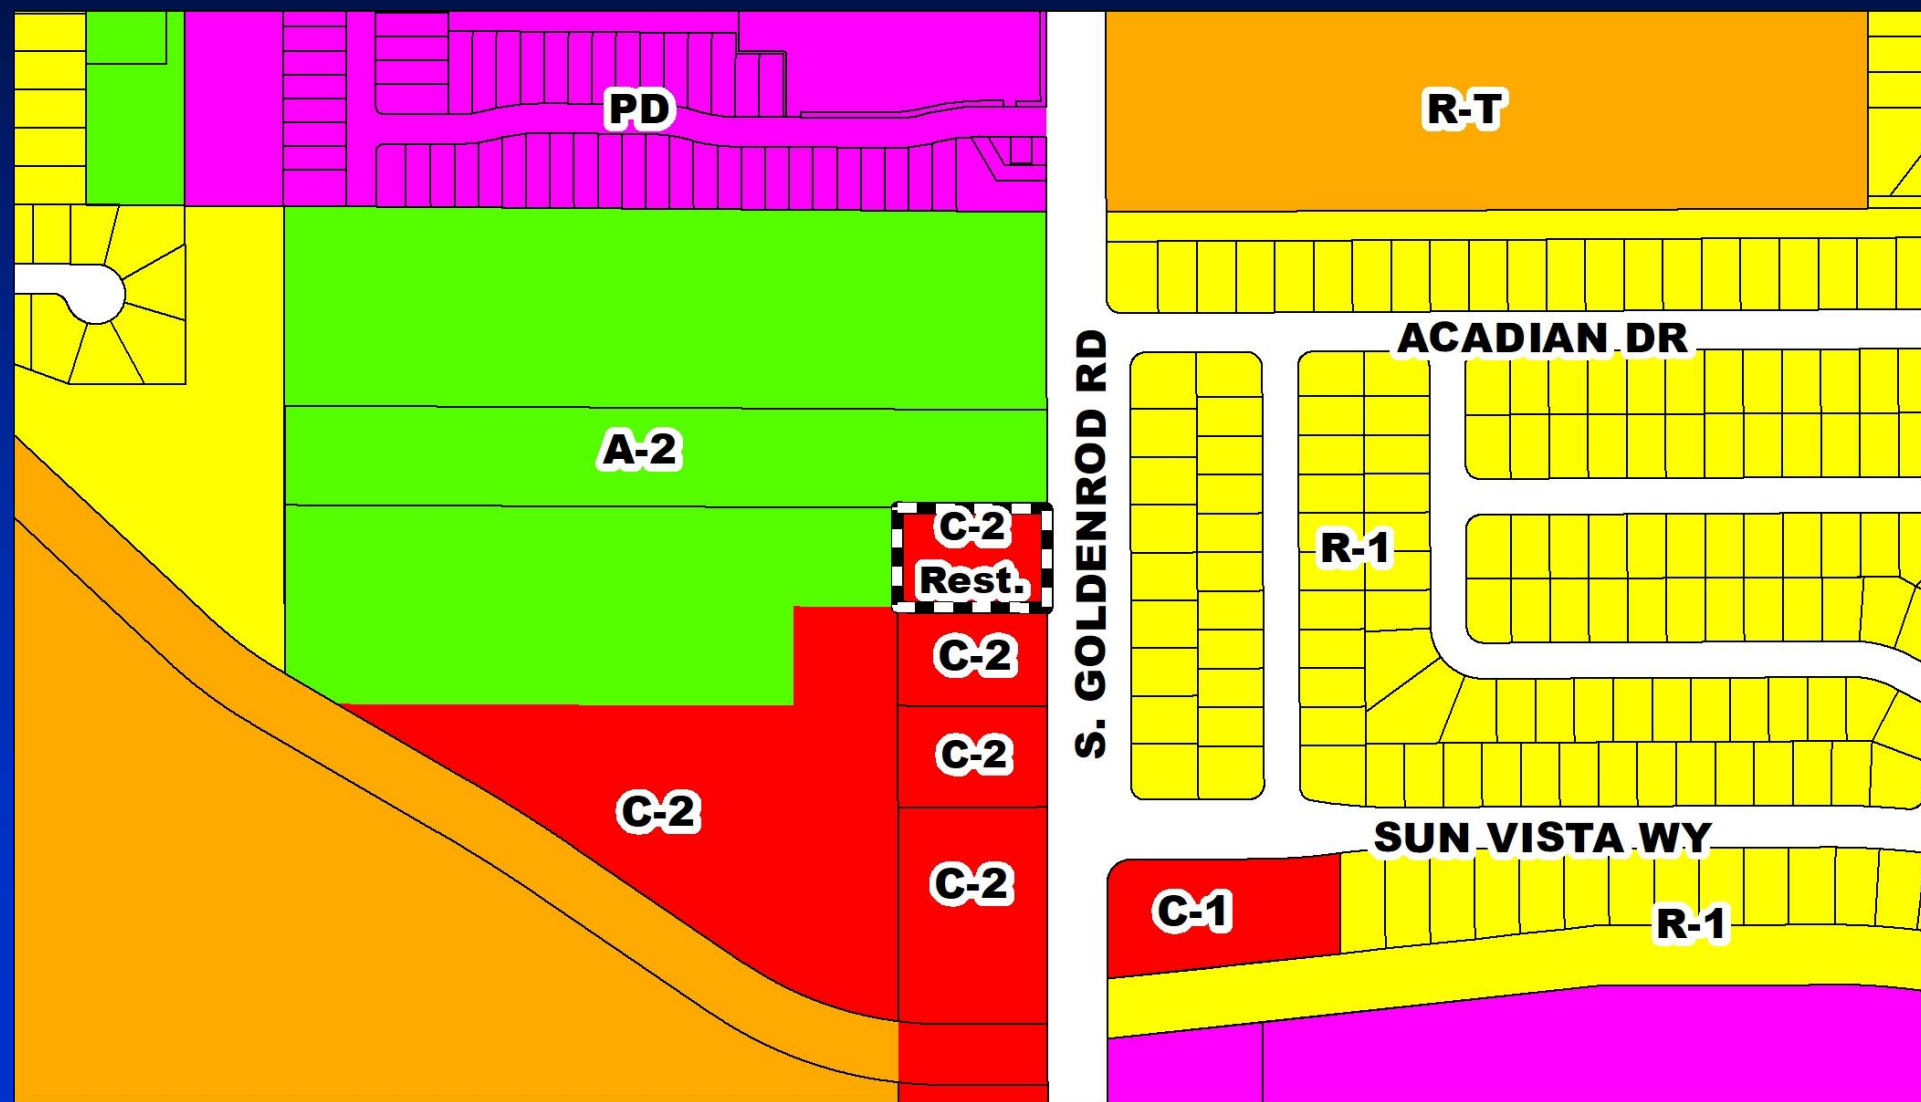 PD
R-T
ACADIAN DR
S. GOLDENROD RD
A-2
C-2
Rest.
R-1
C-2
C-2
C-2
SUN VISTA WY
C-2
C-1
R-1